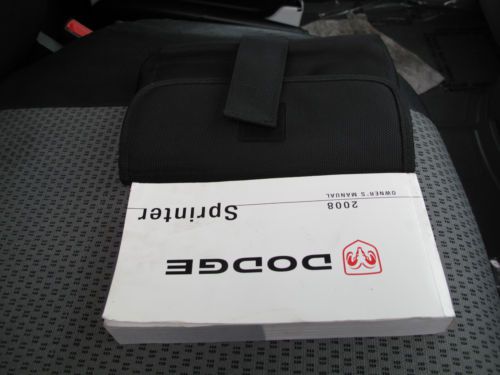 DODGE
Sprinter
2008
OWNER'S MANUAL